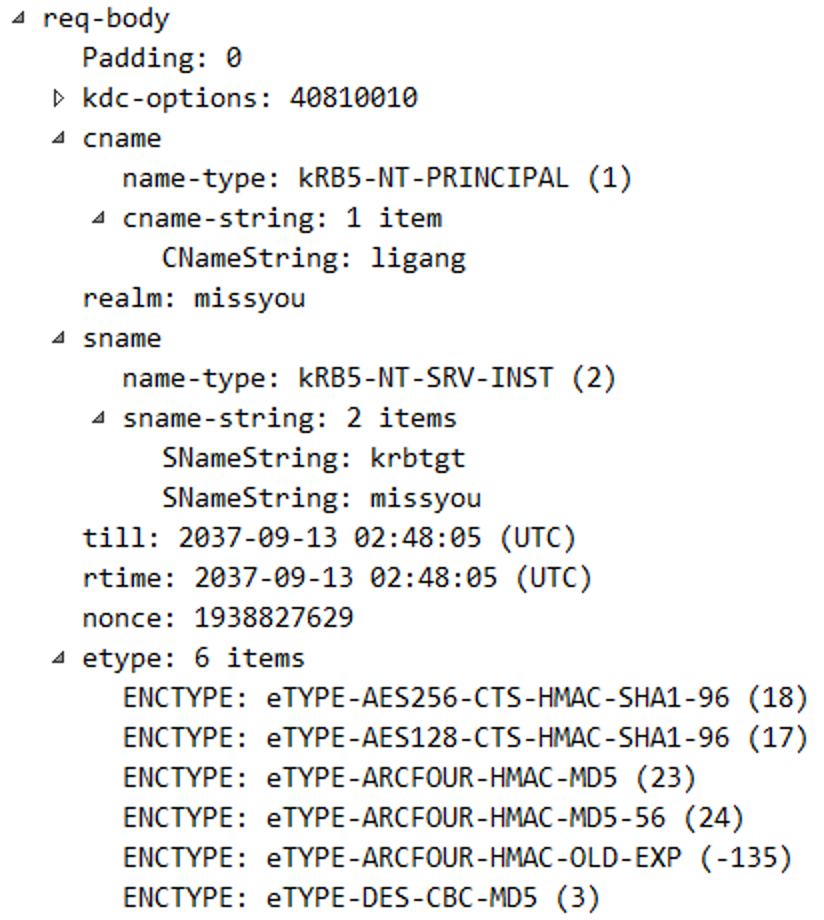 req-body
Padding: 0
kdc-options: 40810010
cname
name-type: kRB5-NT-PRINCIPAL (1)
cname-string: 1 item
CNameString: ligang
realm: missyou
sname
name-type: kRB5-NT-SRV-INST (2)
sname-string: 2 items
SNameString: krbtgt
SNameString: missyou
till: 2037-09-13 02:48:05 (UTC)
rtime: 2037-09-13 02:48:05 (UTC)
nonce: 1938827629
etype: 6 items
ENCTYPE: eTYPE-AES256-CTS-HMAC-SHA1-96 (18)
ENCTYPE: eTYPE-AES128-CTS-HMAC-SHA1-96 (17)
ENCTYPE: eTYPE-ARCFOUR-HMAC-MD5 (23)
ENCTYPE: eTYPE-ARCFOUR-HMAC-MD5-56 (24)
ENCTYPE: eTYPE-ARCFOUR-HMAC-OLD-EXP (-135)
ENCTYPE: eTYPE-DES-CBC-MD5 (3)